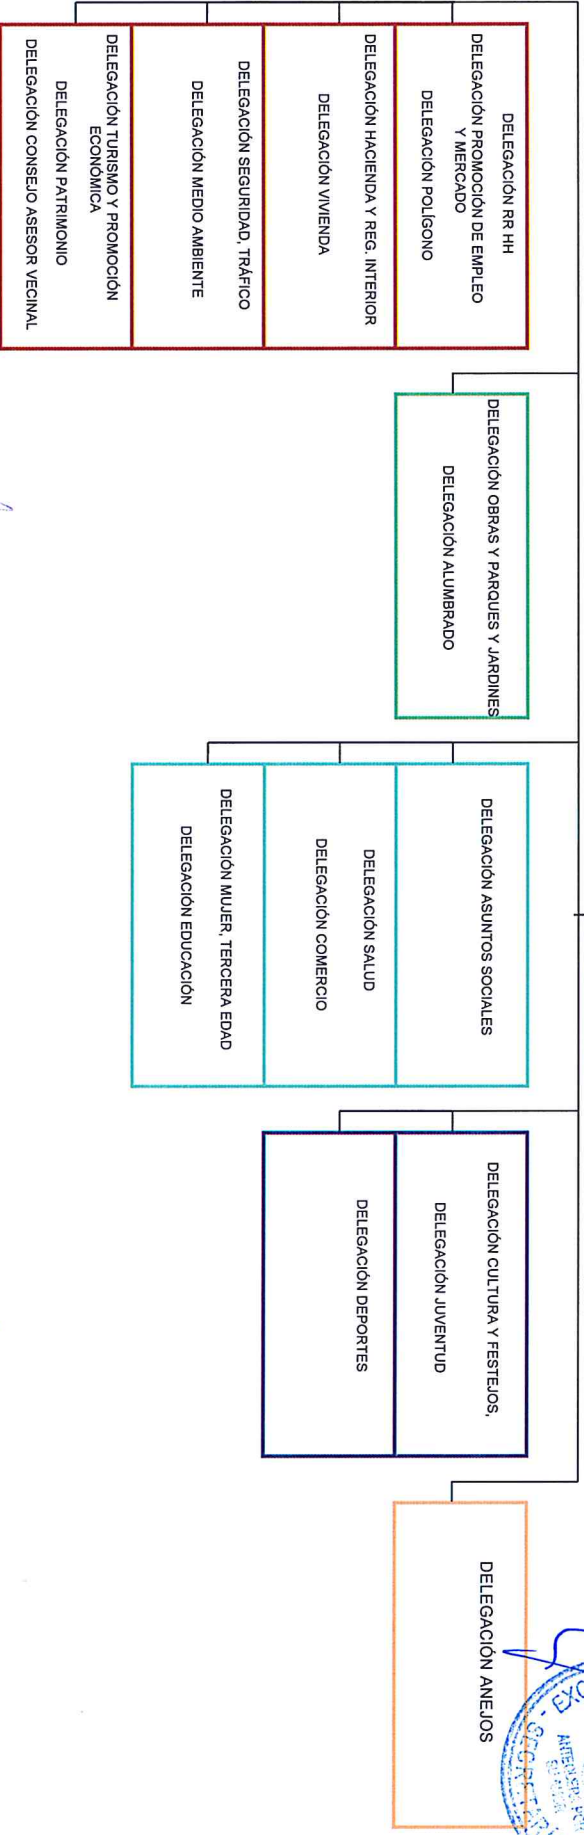 DELEGACIÓN RR HH
DELEGACIÓN PROMOCIÓN DE EMPLEO
Y MERCADO
DELEGACIÓN POLÍGONO
DELEGACIÓN HACIENDA Y REG. INTERIOR
DELEGACIÓN VIVIENDA
DELEGACIÓN SEGURIDAD, TRÁFICO
DELEGACIÓN MEDIO AMBIENTE
DELEGACIÓN TURISMO Y PROMOCIÓN
ECONÓMICA
DELEGACIÓN PATRIMONIO
DELEGACIÓN CONSEJO ASESOR VECINAL
DELEGACIÓN OBRAS Y PARQUES Y JARDINES
DELEGACIÓN ALUMBRADO
DELEGACIÓN ASUNTOS SOCIALES
DELEGACIÓN SALUD
DELEGACIÓN COMERCIO
DELEGACIÓN MUJER, TERCERA EDAD
DELEGACIÓN EDUCACIÓN
DELEGACIÓN CULTURA Y FESTEJOS,
DELEGACIÓN JUVENTUD
DELEGACIÓN DEPORTES
DELEGACIÓN ANEJOS